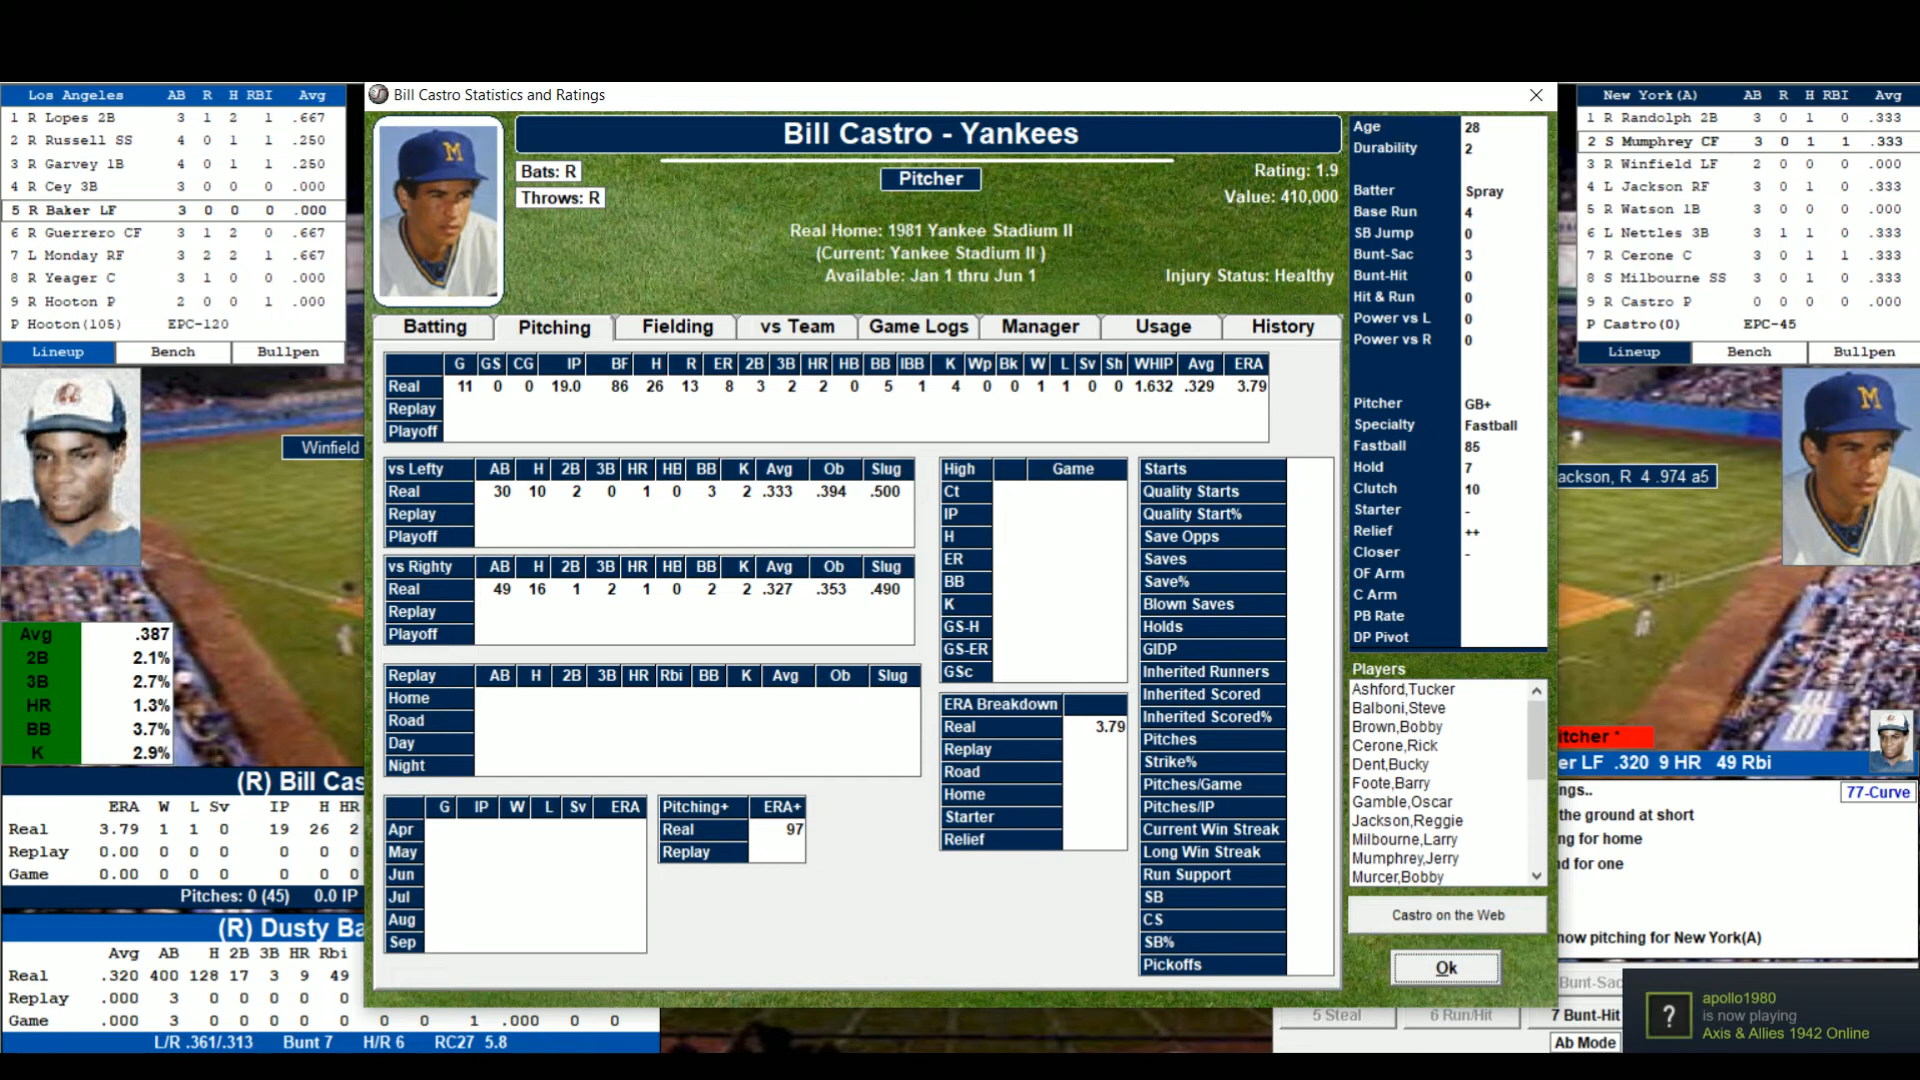 Los Angeles AB R H RBI Avg
1 R Lopes 2B 3 1 2 1 .667
2 R Russell SS 4 0 1 1 .250
3 R Garvey 1B 4 0 1 1 .250
4 R Cey 3B 3 0 0 0 .000
5 R Baker LF 3 0 0 0 .000
6 R Guerrero CF 3 1 2 0 .667
7 L Monday RF 3 2 2 1 .667
8 R Yeager C 3 1 0 0 .000
9 R Hooton P 2 0 0 1 .000
P Hooton(105) EPC-120
Lineup Bench Bullpen
Winfield
Avg .387
2B 2.1%
3B 2.7%
HR 1.3%
BB 3.7%
K 2.9%
(R) Bill Cas
ERA W L Sv IP H HR
Real 3.79 1 1 0 19 26 2
Replay 0.00 0 0 0 0 0 0
Game 0.00 0 0 0 0 0 0
Pitches: 0 (45) 0.0 IP
(R) Dusty Ba
Avg AB H 2B 3B HR Rbi
Real .320 400 128 17 3 9 49
Replay .000 3 0 0 0 0 0
Game .000 3 0 0 0 0 0 0 1 .000 0 0
L/R .361/.313 Bunt 7 H/R 6 RC27 5.8
Bill Castro Statistics and Ratings
M
Bill Castro - Yankees
Bats: R
Throws: R
Pitcher
Rating: 1.9
Value: 410,000
Real Home: 1981 Yankee Stadium II
(Current: Yankee Stadium II )
Available: Jan 1 thru Jun 1
Injury Status: Healthy
Batting Pitching Fielding vs Team Game Logs Manager Usage History
G GS CG IP BF H R ER 2B 3B HR HB BB IBB K Wp Bk W L Sv Sh WHIP Avg ERA
Real 11 0 0 19.0 86 26 13 8 3 2 2 0 5 1 4 0 0 1 1 0 0 1.632 .329 3.79
Replay
Playoff
vs Lefty AB H 2B 3B HR HB BB K Avg Ob Slug
Real 30 10 2 0 1 0 3 2 .333 .394 .500
Replay
Playoff
vs Righty AB H 2B 3B HR HB BB K Avg Ob Slug
Real 49 16 1 2 1 0 2 2 .327 .353 .490
Replay
Playoff
Replay AB H 2B 3B HR Rbi BB K Avg Ob Slug
Home
Road
Day
Night
G IP W L Sv ERA
Apr
May
Jun
Jul
Aug
Sep
Pitching+ ERA+
Real 97
Replay
High Game
Ct
IP
H
ER
BB
K
GS-H
GS-ER
GSc
ERA Breakdown
Real 3.79
Replay
Road
Home
Starter
Relief
Starts
Quality Starts
Quality Start%
Save Opps
Saves
Save%
Blown Saves
Holds
GIDP
Inherited Runners
Inherited Scored
Inherited Scored%
Pitches
Strike%
Pitches/Game
Pitches/IP
Current Win Streak
Long Win Streak
Run Support
SB
CS
SB%
Pickoffs
Age 28
Durability 2
Batter Spray
Base Run 4
SB Jump 0
Bunt-Sac 3
Bunt-Hit 0
Hit & Run 0
Power vs L 0
Power vs R 0
Pitcher GB+
Specialty Fastball
Fastball 85
Hold 7
Clutch 10
Starter -
Relief ++
Closer -
OF Arm
C Arm
PB Rate
DP Pivot
Players
Ashford,Tucker
Balboni,Steve
Brown,Bobby
Cerone,Rick
Dent,Bucky
Foote,Barry
Gamble,Oscar
Jackson,Reggie
Milbourne,Larry
Mumphrey,Jerry
Murcer,Bobby
Castro on the Web
Ok
New York(A) AB R H RBI Avg
1 R Randolph 2B 3 0 1 0 .333
2 S Mumphrey CF 3 0 1 1 .333
3 R Winfield LF 2 0 0 0 .000
4 L Jackson RF 3 0 1 0 .333
5 R Watson 1B 3 0 0 0 .000
6 L Nettles 3B 3 1 1 0 .333
7 R Cerone C 3 0 1 1 .333
8 S Milbourne SS 3 0 1 0 .333
9 R Castro P 0 0 0 0 .000
P Castro(0) EPC-45
Lineup Bench Bullpen
M
ackson, R 4 .974 a5
itcher *
er LF .320 9 HR 49 Rbi
ngs..
77-Curve
the ground at short
ng for home
nd for one
now pitching for New York(A)
Bunt-Sac
5 Steal 6 Run/Hit 7 Bunt-Hit
Ab Mode
?
apollo1980
is now playing
Axis & Allies 1942 Online